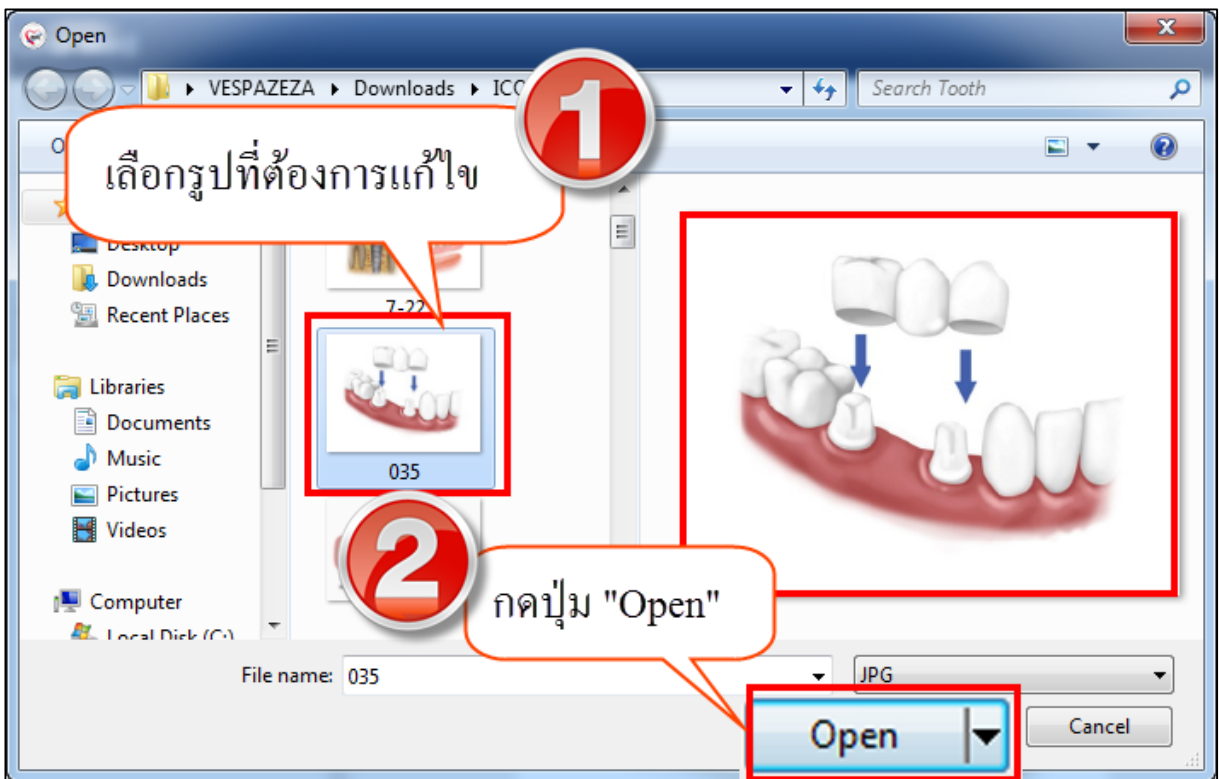 Open
VESPAZEZA Downloads
Search Tooth
1
เลือกรูปที่ต้องการแก้ไข
Desktop
Downloads
7-22
Recent Places
Libraries
Documents
Music
035
Pictures
Videos
2
กดปุ่ม "Open"
Computer
Local Disk (C:)
File name: 035
JPG
Open
Cancel